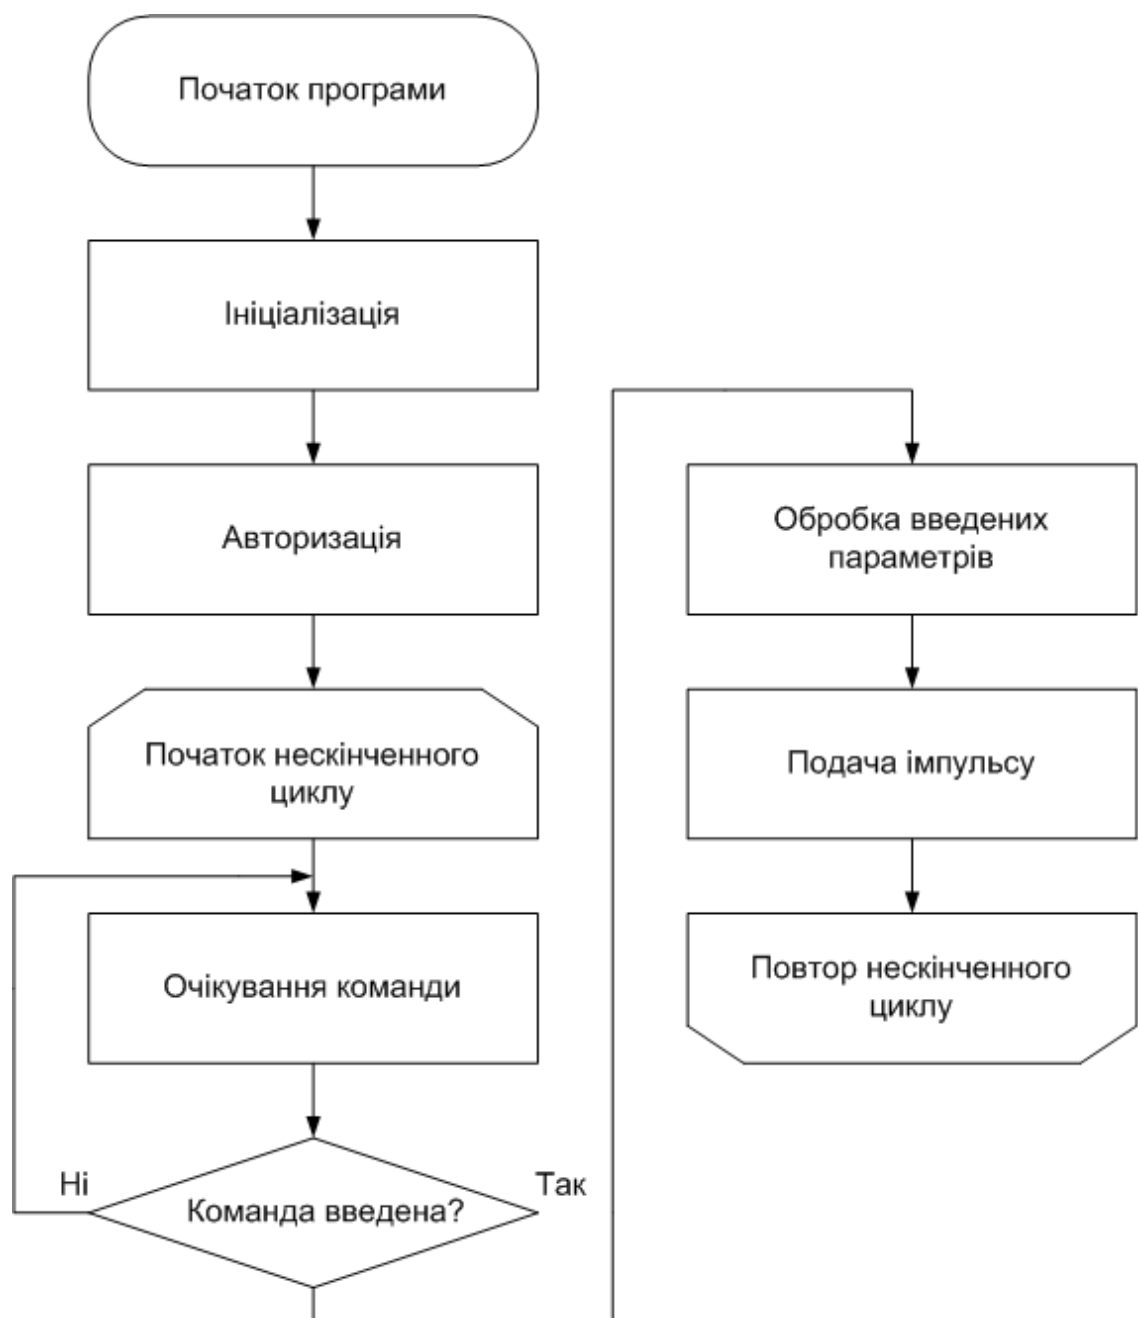 Початок програми
Ініціалізація
Авторизація
Початок нескінченного
циклу
Очікування команди
Ні
Так
Команда введена?
Обробка введених
параметрів
Подача імпульсу
Повтор нескінченного
циклу